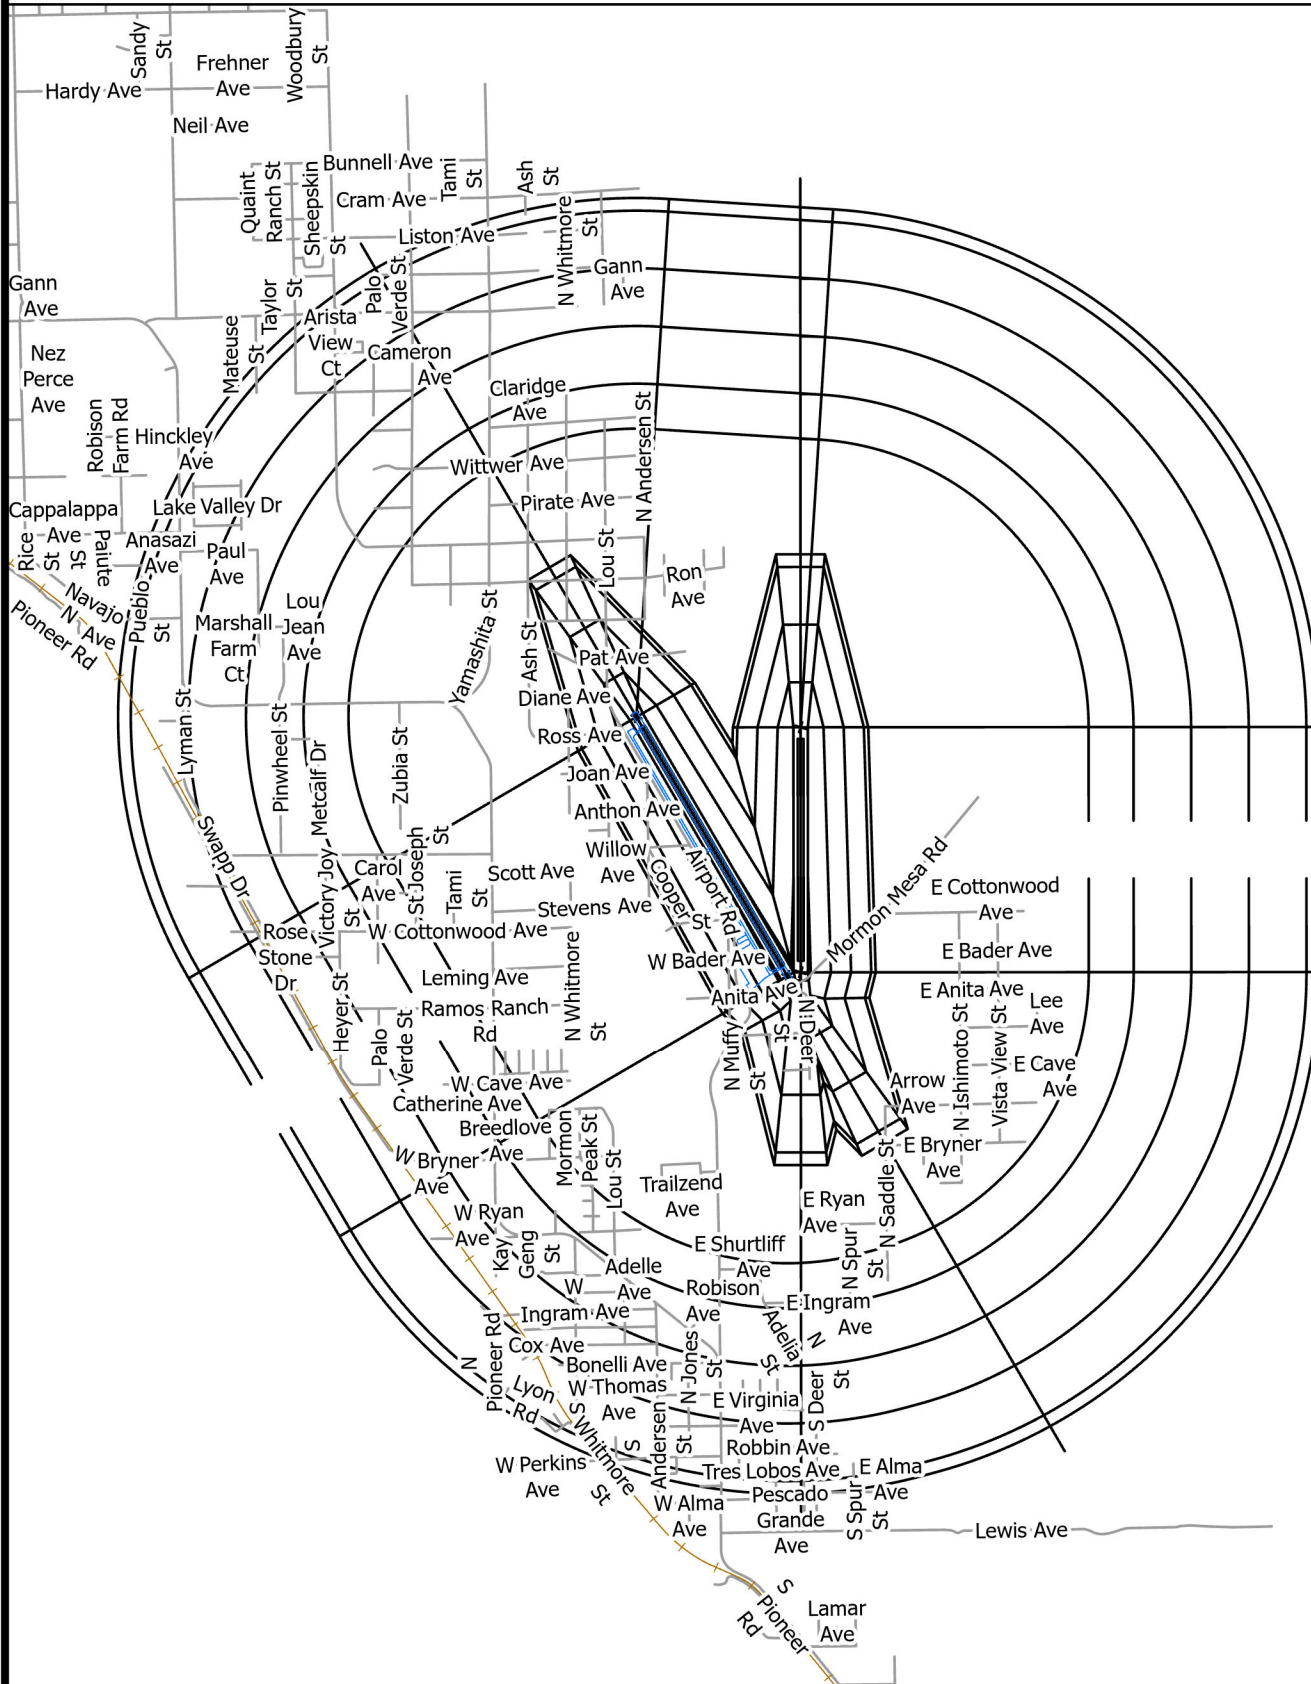 Sandy
St
Woodbury
St
Frehner
Ave
Hardy Ave
Neil Ave
Quaint
Ranch St
Sheepskin
St
Bunnell Ave
Tami
St
Ash
St
Cram Ave
Liston Ave
N Whitmore
St
Gann
Ave
Gann
Ave
Taylor
St
Palo
Verde St
Arista
View
Ct
Mateuse
St
Cameron
Ave
Nez
Perce
Ave
Claridge
Ave
Robison
Farm Rd
Hinckley
Ave
N Andersen St
Wittwer Ave
Pirate Ave
Cappalapa
Ave
Lake Valley Dr
Rice
St
Paiute
St
Anasazi
Ave
Paul
Ave
Lou St
Ron
Ave
Navajo
Ave
N
Pioneer Rd
Pueblo
St
Marshall
Farm
Ct
Lou
Jean
Ave
Yamashita St
Ash St
Pat Ave
Diane Ave
Ross Ave
Lyman St
Pinwheel St
Metcalf Dr
Zubia St
Joan Ave
Anthon Ave
Willow
Ave
Cooper
St
Airport Rd
Swapp Dr
Victory Joy
St
Carol
Ave
St Joseph
St
Tami
St
Scott Ave
Stevens Ave
Mormon Mesa Rd
E Cottonwood
Ave
Rose
Stone
Dr
W Cottonwood Ave
W Bader Ave
E Bader Ave
Leming Ave
N Whitmore
St
Anita Ave
E Anita Ave
Lee
Ave
Heyer St
Palo
Verde St
Ramos Ranch
Rd
N Muffy
St
N Deer
St
N Ishimoto St
Vista View St
E Cave
Ave
W Cave Ave
Catherine Ave
Arrow
Ave
Breedlove
Ave
Mormon
Peak St
Lou St
W Bryner
Ave
E Bryner
Ave
Trailzend
Ave
E Ryan
Ave
N Saddle St
W Ryan
Ave
Kay
Geng
St
E Shurtliff
Ave
N Spur
St
Adelle
Ave
Robison
Ave
W
Ingram Ave
E Ingram
Ave
Adelia
St
N
Pioneer Rd
Cox Ave
Bonelli Ave
N Jones
St
N
S Deer
St
Lyon
Rd
W Thomas
Ave
E Virginia
Ave
S
Whitmore
St
S
Andersen
St
Robbin Ave
W Perkins
Ave
Tres Lobos Ave
E Alma
Ave
W Alma
Ave
Pescado
Grande
Ave
S Spur
St
Lewis Ave
S
Pioneer
Rd
Lamar
Ave